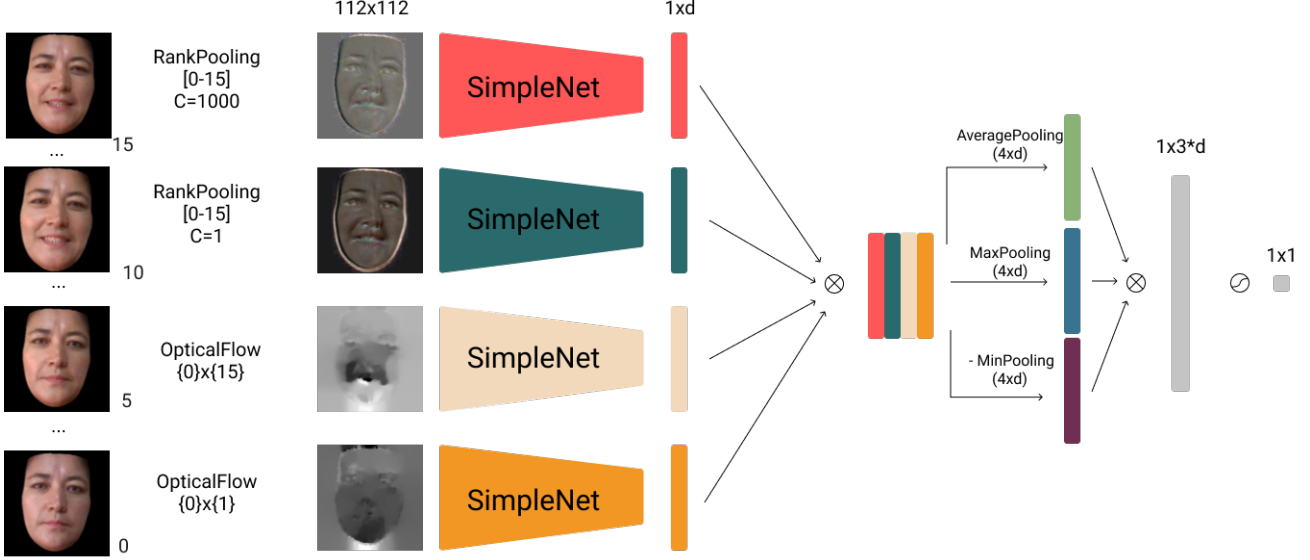 112x112
1xd
RankPooling
[0-15]
C=1000
SimpleNet
15
...
RankPooling
[0-15]
C=1
SimpleNet
10
...
OpticalFlow
{0}x{15}
SimpleNet
5
...
OpticalFlow
{0}x{1}
SimpleNet
0
AveragePooling
(4xd)
MaxPooling
(4xd)
- MinPooling
(4xd)
1x3*d
1x1